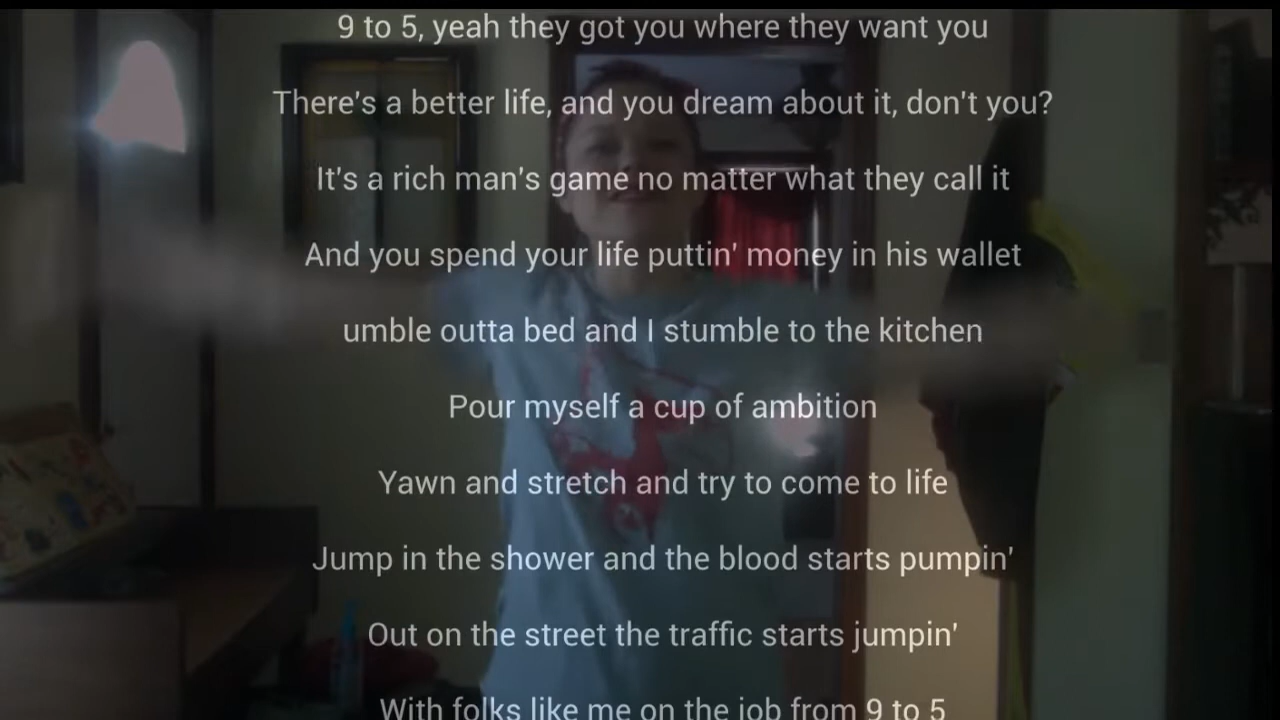 9 to 5, yeah they got you where they want you
There's a better life, and you dream about it, don't you?
It's a rich man's game no matter what they call it
And you spend your life puttin' money in his wallet
umble outta bed and I stumble to the kitchen
Pour myself a cup of ambition
Yawn and stretch and try to come to life
Jump in the shower and the blood starts pumpin'
Out on the street the traffic starts jumpin'
With folks like me on the job from 9 to 5